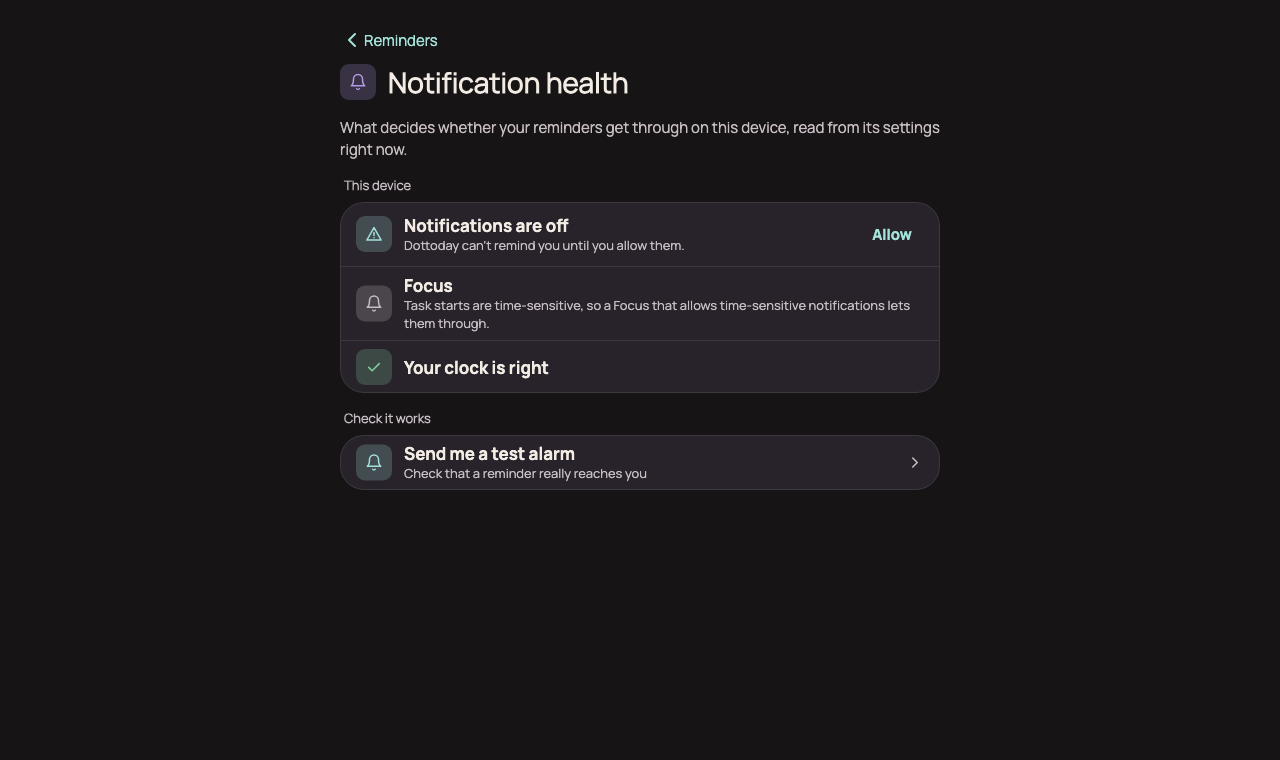 Reminders
Notification health
What decides whether your reminders get through on this device, read from its settings
right now.
This device
Notifications are off
Dottoday can't remind you until you allow them.
Allow
Focus
Task starts are time-sensitive, so a Focus that allows time-sensitive notifications lets
them through.
Your clock is right
Check it works
Send me a test alarm
Check that a reminder really reaches you